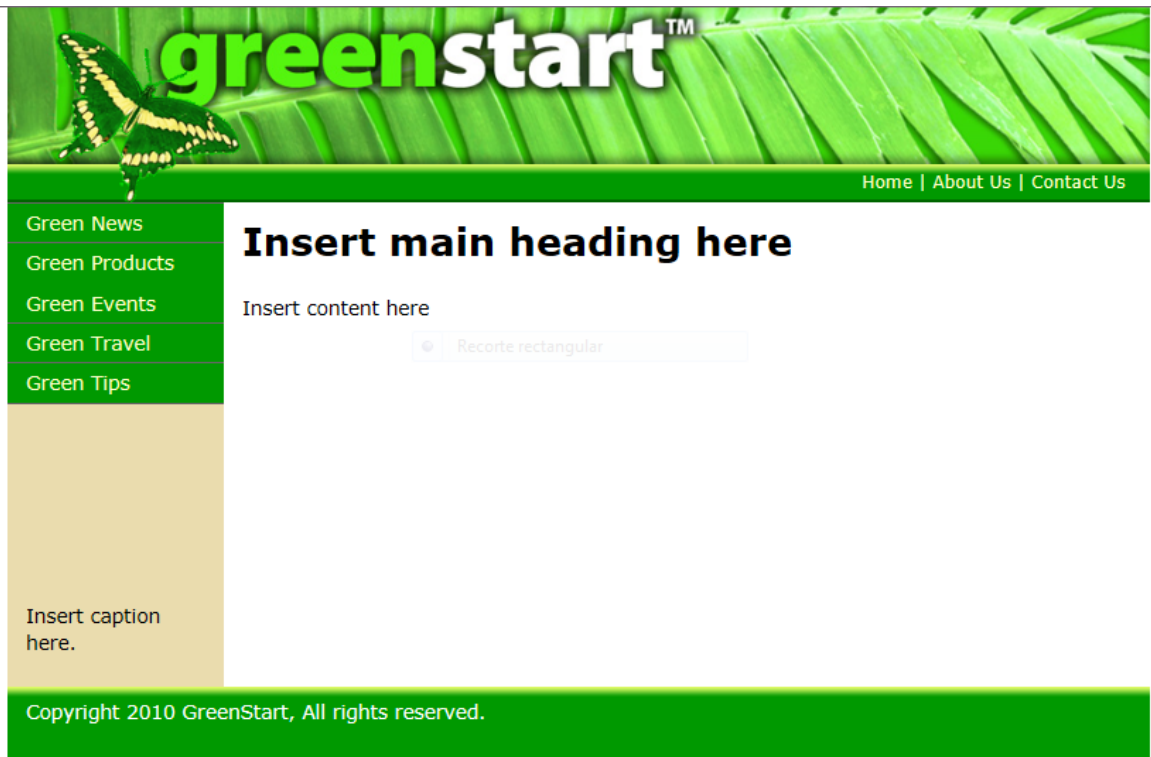 greenstart™
Home | About Us | Contact Us
Green News
Green Products
Green Events
Green Travel
Green Tips
Insert main heading here
Insert content here
Recorte rectangular
Insert caption
here.
Copyright 2010 GreenStart, All rights reserved.